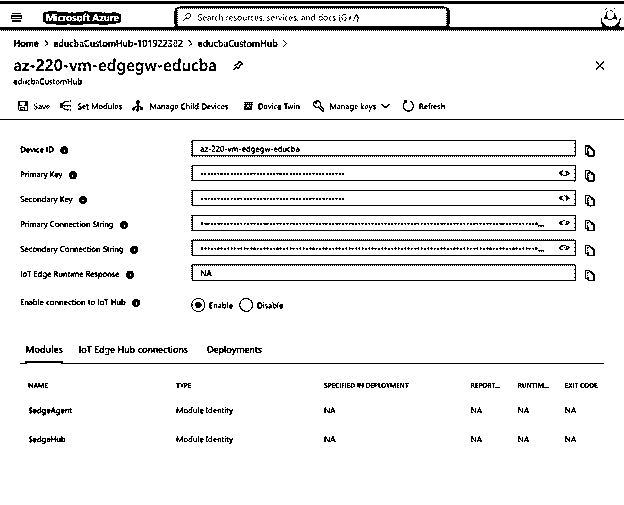 Microsoft Azure
Search resources, services, and docs (G+/)
Home > educbaCustomHub-101922382 > educbaCustomHub >
az-220-vm-edgegw-educba
educbaCustomHub
Save Set Modules Manage Child Devices Device Twin Manage keys Refresh
Device ID az-220-vm-edgegw-educba
Primary Key
Secondary Key
Primary Connection String
Secondary Connection String
IoT Edge Runtime Response NA
Enable connection to IoT Hub Enable Disable
Modules IoT Edge Hub connections Deployments
NAME TYPE SPECIFIED IN DEPLOYMENT REPORT... RUNTIM... EXIT CODE
$edgeAgent Module Identity NA NA NA NA
$edgeHub Module Identity NA NA NA NA